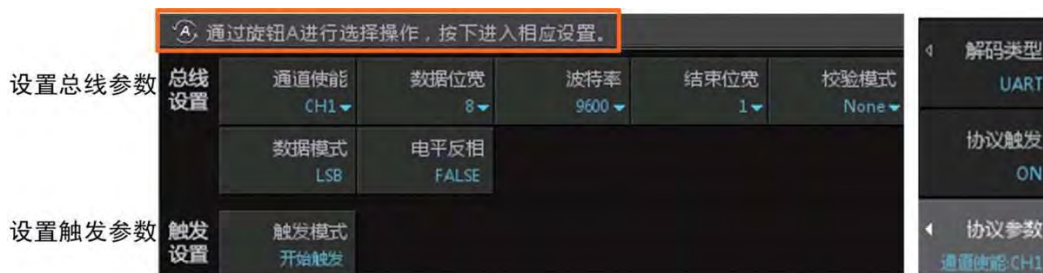 A 通过旋钮A进行选择操作，按下进入相应设置。
设置总线参数
总线设置
通道使能 数据位宽 波特率 结束位宽 校验模式
CH1 8 9600 1 None
数据模式 电平反相
LSB FALSE
设置触发参数
触发设置
触发模式
开始触发
解码类型
UART
协议触发
ON
协议参数
通道使能:CH1